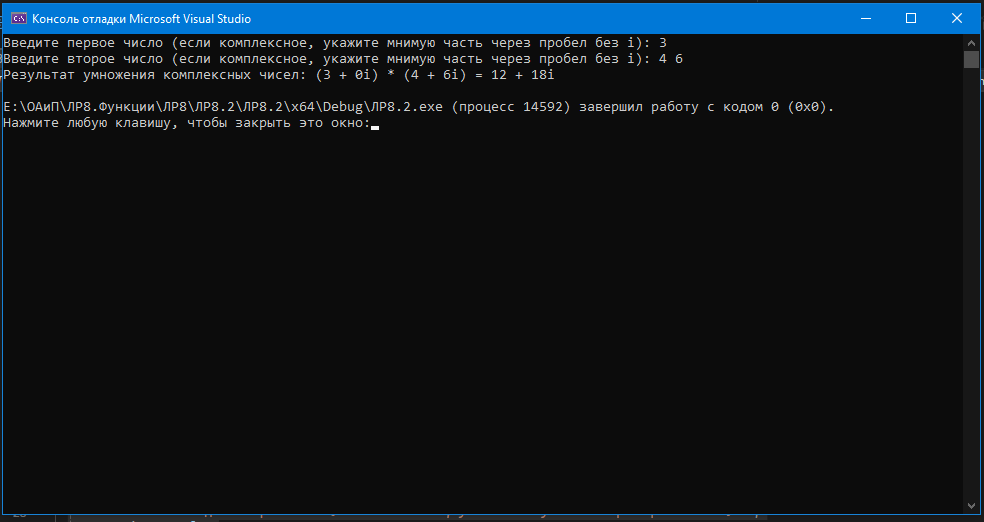 Консоль отладки Microsoft Visual Studio
Введите первое число (если комплексное, укажите мнимую часть через пробел без i): 3
Введите второе число (если комплексное, укажите мнимую часть через пробел без i): 4 6
Результат умножения комплексных чисел: (3 + 0i) * (4 + 6i) = 12 + 18i
E:\ОАиП\ЛР8.Функции\ЛР8\ЛР8.2\ЛР8.2\x64\Debug\ЛР8.2.exe (процесс 14592) завершил работу с кодом 0 (0x0).
Нажмите любую клавишу, чтобы закрыть это окно: